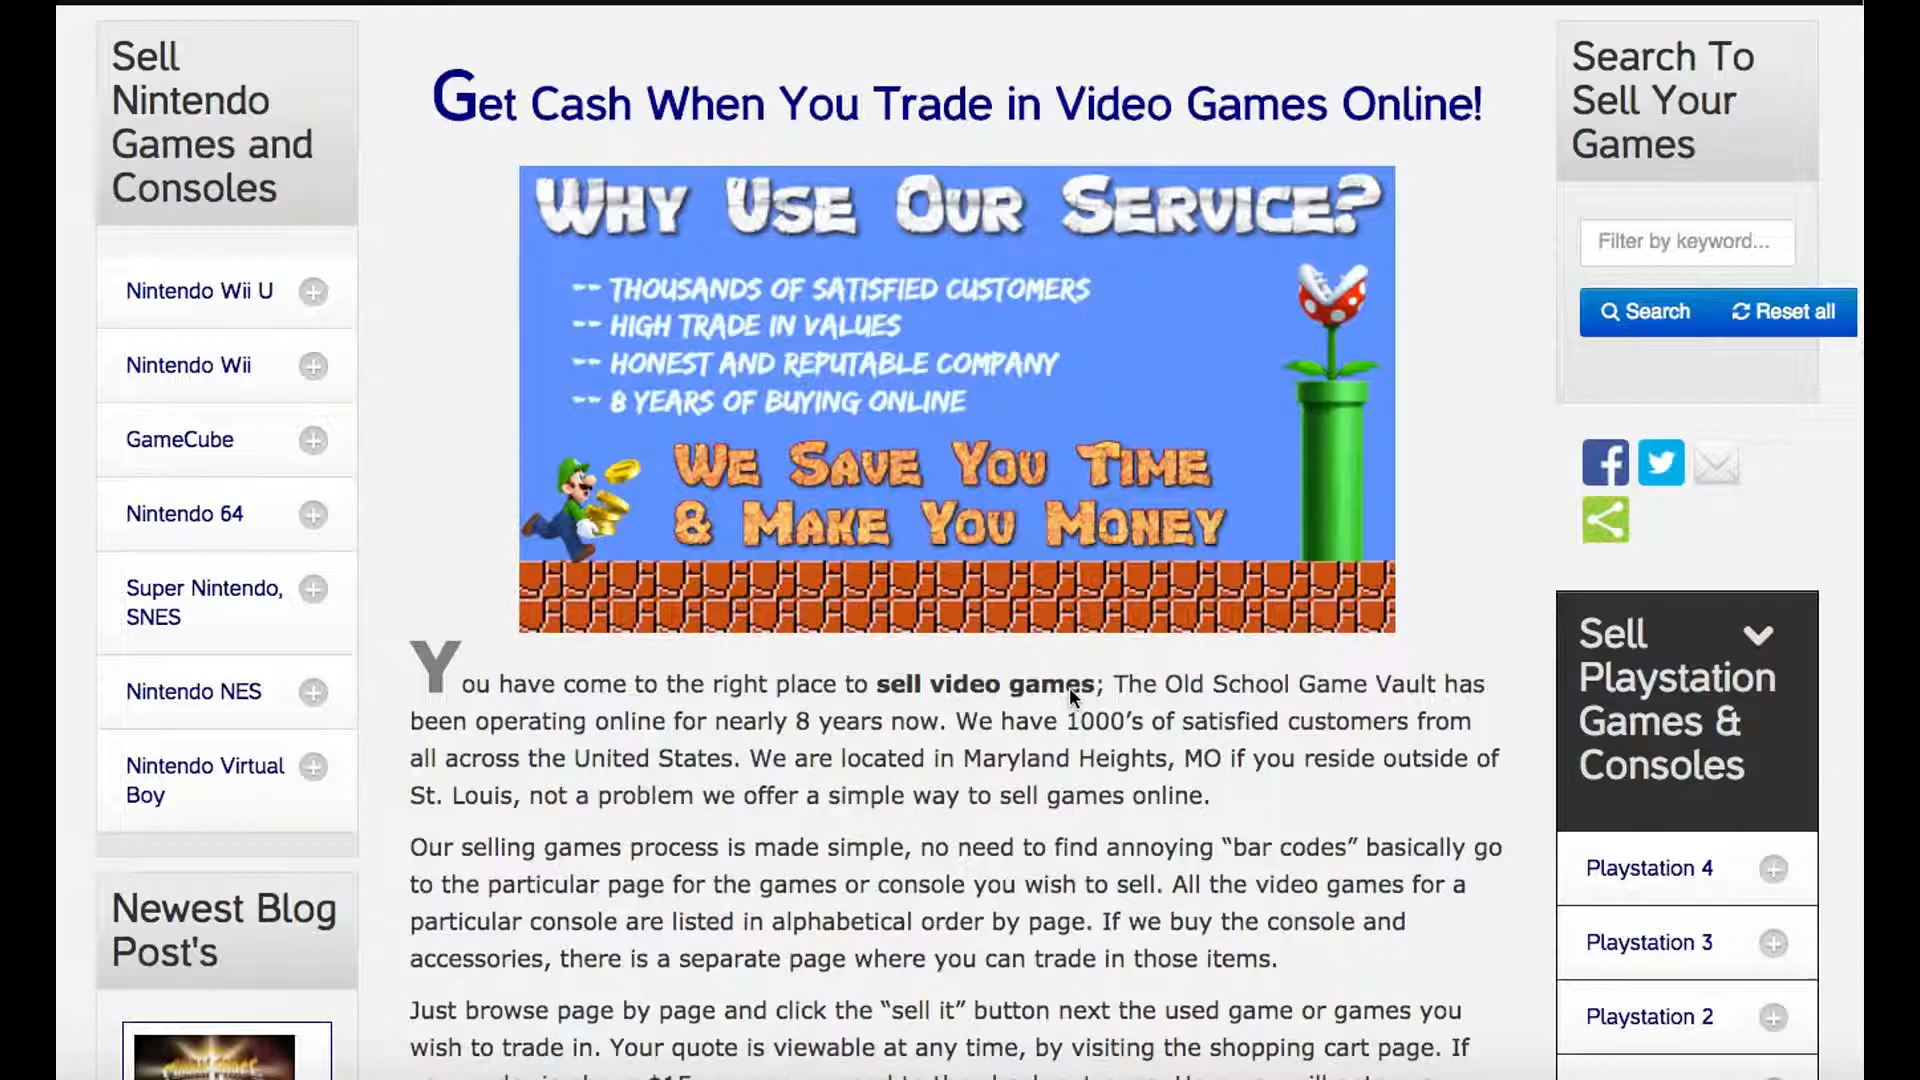 Sell
Nintendo
Games and
Consoles
Nintendo Wii U
Nintendo Wii
GameCube
Nintendo 64
Super Nintendo,
SNES
Nintendo NES
Nintendo Virtual
Boy
Newest Blog
Post's
Get Cash When You Trade in Video Games Online!
WHY USE OUR SERVICE?
-- THOUSANDS OF SATISFIED CUSTOMERS
-- HIGH TRADE IN VALUES
-- HONEST AND REPUTABLE COMPANY
-- 8 YEARS OF BUYING ONLINE
WE SAVE YOU TIME
& MAKE YOU MONEY
You have come to the right place to sell video games; The Old School Game Vault has
been operating online for nearly 8 years now. We have 1000’s of satisfied customers from
all across the United States. We are located in Maryland Heights, MO if you reside outside of
St. Louis, not a problem we offer a simple way to sell games online.
Our selling games process is made simple, no need to find annoying “bar codes” basically go
to the particular page for the games or console you wish to sell. All the video games for a
particular console are listed in alphabetical order by page. If we buy the console and
accessories, there is a separate page where you can trade in those items.
Just browse page by page and click the “sell it” button next the used game or games you
wish to trade in. Your quote is viewable at any time, by visiting the shopping cart page. If
Search To
Sell Your
Games
Filter by keyword...
Search Reset all
Sell
Playstation
Games &
Consoles
Playstation 4
Playstation 3
Playstation 2